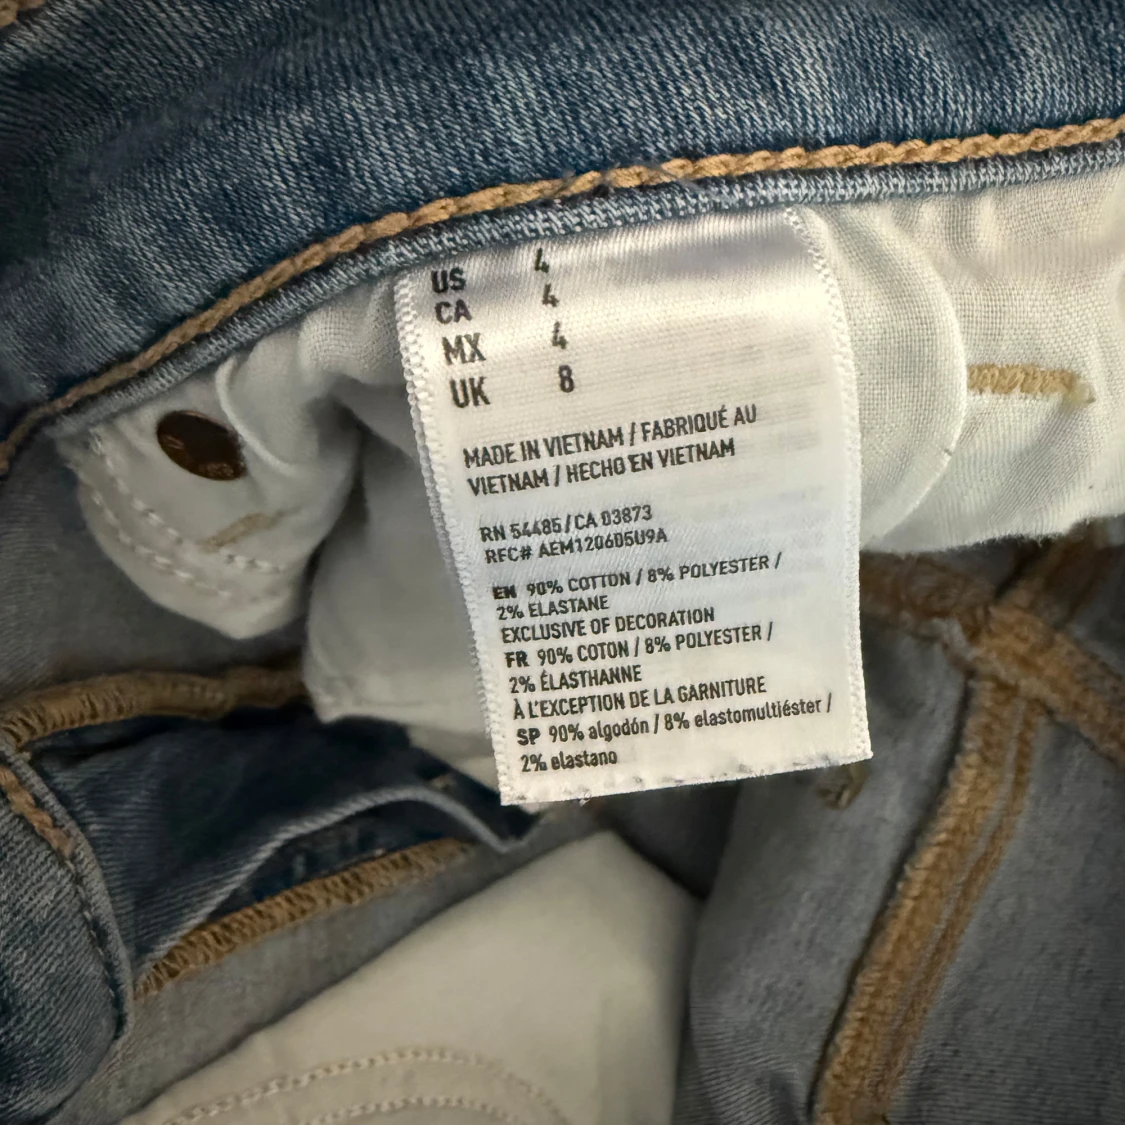 US 4
CA 4
MX 4
UK 8
MADE IN VIETNAM / FABRIQUÉ AU
VIETNAM / HECHO EN VIETNAM
RN 54485 / CA 03873
RFC# AEM120605U9A
EN 90% COTTON / 8% POLYESTER /
2% ELASTANE
EXCLUSIVE OF DECORATION
FR 90% COTON / 8% POLYESTER /
2% ÉLASTHANNE
À L'EXCEPTION DE LA GARNITURE
SP 90% algodón / 8% elastomultiéster /
2% elastano